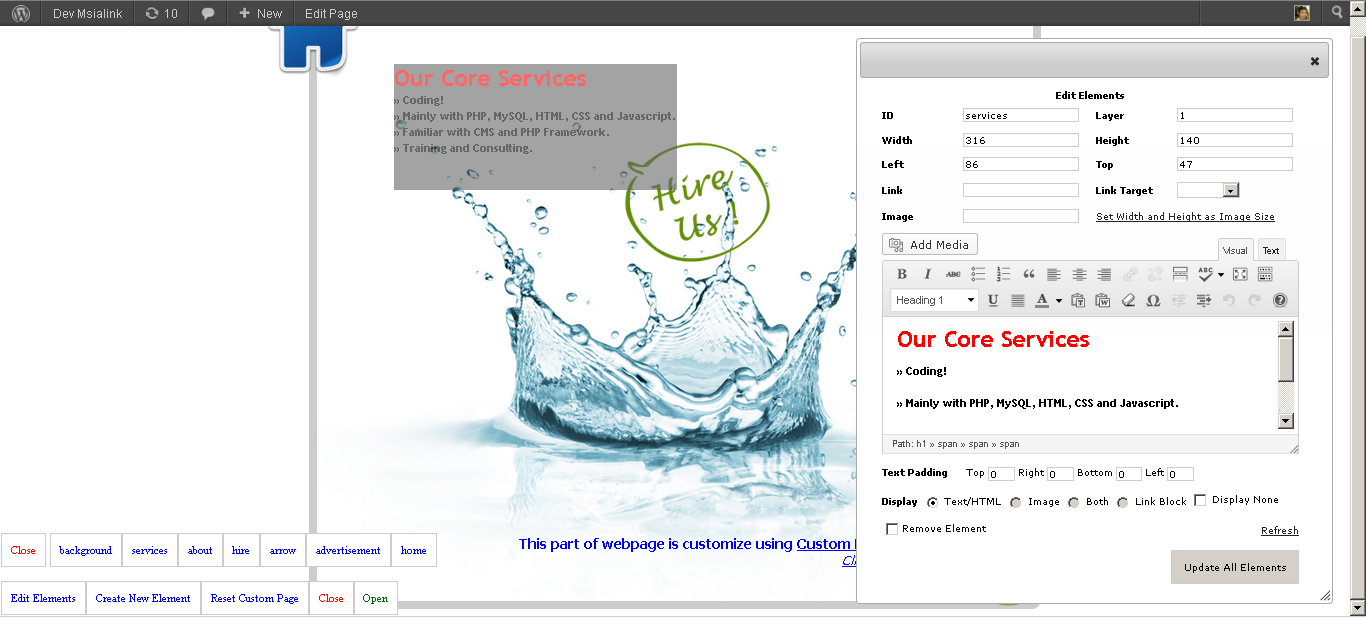 Dev Msialink 10 + New Edit Page
Our Core Services
» Coding!
» Mainly with PHP, MySQL, HTML, CSS and Javascript.
» Familiar with CMS and PHP Framework.
» Training and Consulting.
Hire
Us!
This part of webpage is customize using Custom
Cli
Close background services about hire arrow advertisement home
Edit Elements Create New Element Reset Custom Page Close Open
Edit Elements
ID services Layer 1
Width 316 Height 140
Left 86 Top 47
Link Link Target
Image Set Width and Height as Image Size
Add Media Visual Text
B I ABC ABC
Heading 1 U A T W Ω
Our Core Services
» Coding!
» Mainly with PHP, MySQL, HTML, CSS and Javascript.
Path: h1 » span » span » span
Text Padding Top 0 Right 0 Bottom 0 Left 0
Display Text/HTML Image Both Link Block Display None
Remove Element Refresh
Update All Elements